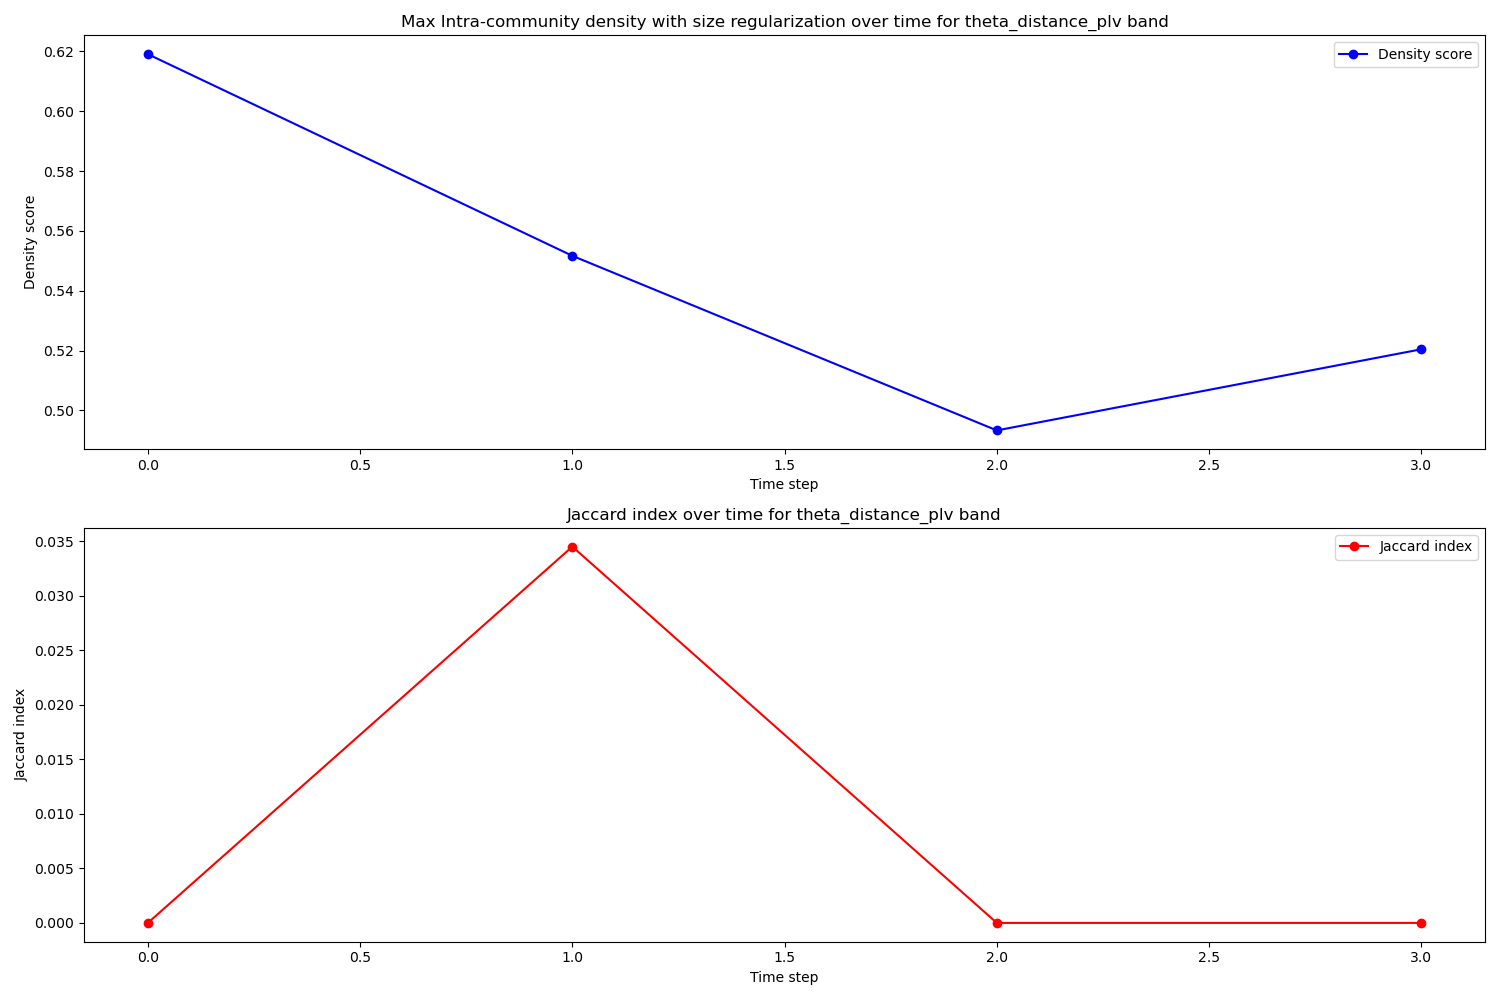 Max Intra-community density with size regularization over time for theta_distance_plv band
Density score
0.62
0.60
0.58
0.56
0.54
0.52
0.50
Density score
0.0 0.5 1.0 1.5 2.0 2.5 3.0
Time step
Jaccard index over time for theta_distance_plv band
Jaccard index
0.035
0.030
0.025
0.020
0.015
0.010
0.005
0.000
Jaccard index
0.0 0.5 1.0 1.5 2.0 2.5 3.0
Time step